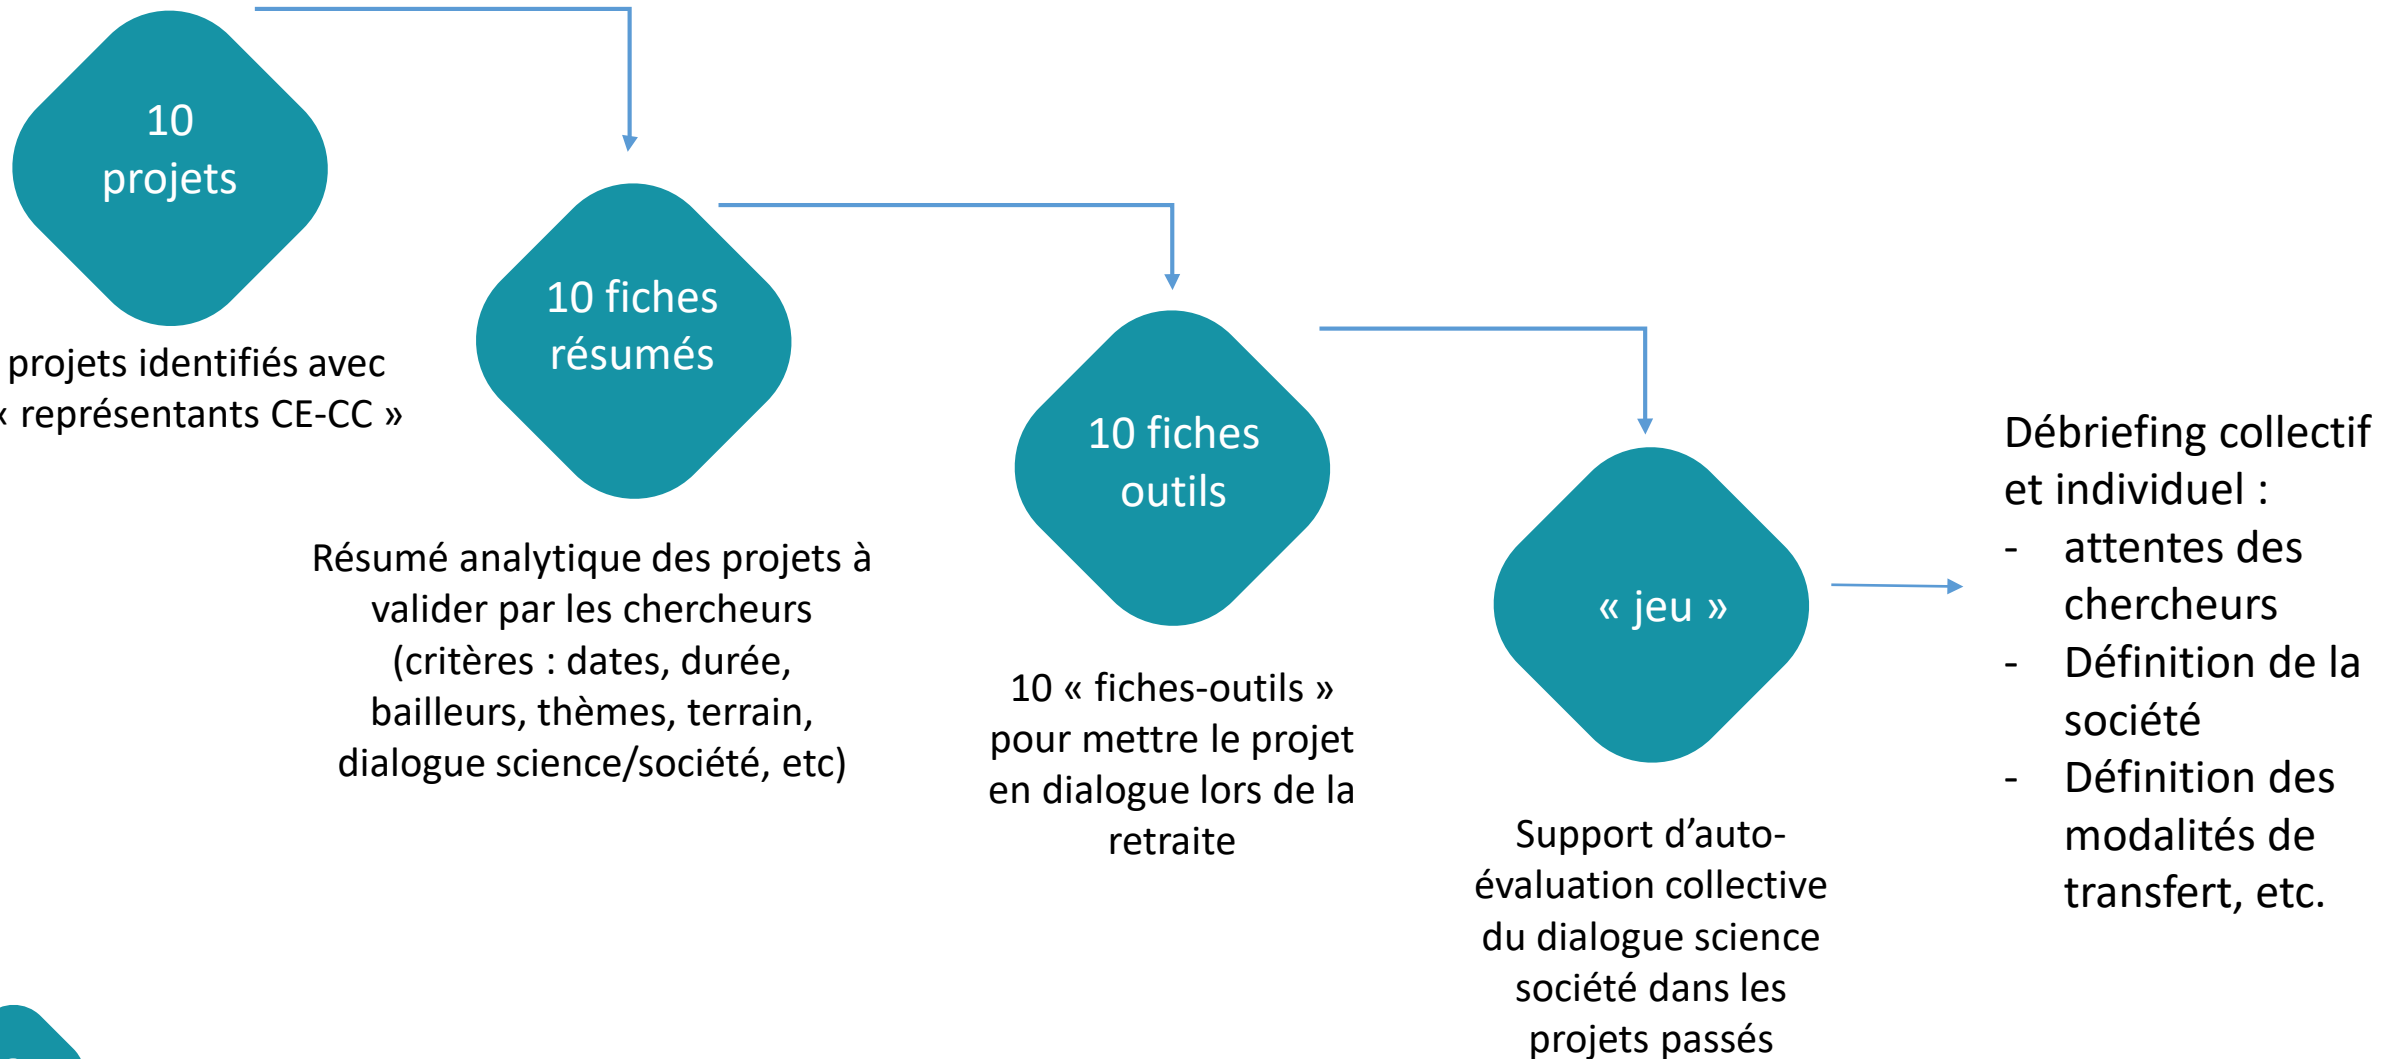 10
projets
projets identifiés avec
« représentants CE-CC »
10 fiches
résumés
Résumé analytique des projets à
valider par les chercheurs
(critères : dates, durée,
bailleurs, thèmes, terrain,
dialogue science/société, etc)
10 fiches
outils
10 « fiches-outils »
pour mettre le projet
en dialogue lors de la
retraite
« jeu »
Support d’auto-
évaluation collective
du dialogue science
société dans les
projets passés
Débriefing collectif
et individuel :
- attentes des
chercheurs
- Définition de la
société
- Définition des
modalités de
transfert, etc.